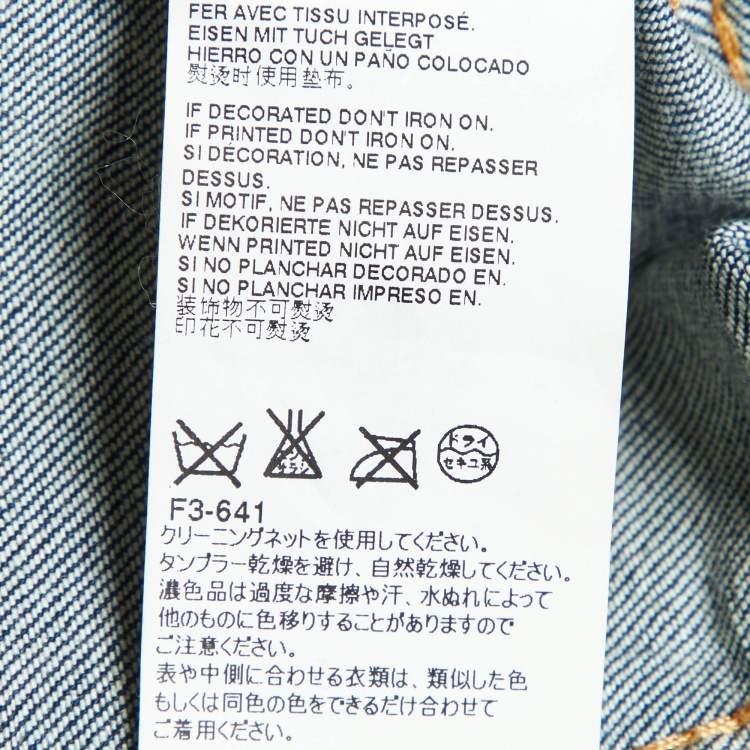 FER AVEC TISSU INTERPOSÉ.
EISEN MIT TUCH GELEGT
HIERRO CON UN PAÑO COLOCADO
熨烫时使用垫布。
IF DECORATED DON'T IRON ON.
IF PRINTED DON'T IRON ON.
SI DÉCORATION, NE PAS REPASSER
DESSUS.
SI MOTIF, NE PAS REPASSER DESSUS.
IF DEKORIERTE NICHT AUF EISEN.
WENN PRINTED NICHT AUF EISEN.
SI NO PLANCHAR DECORADO EN.
SI NO PLANCHAR IMPRESO EN.
装饰物不可熨烫
印花不可熨烫
エンソ
サラシ
ドライ
セキユ系
F3-641
クリーニングネットを使用してください。
タンブラー乾燥を避け、自然乾燥してください。
濃色品は過度な摩擦や汗、水ぬれによって
他のものに色移りすることがありますので
ご注意ください。
表や中側に合わせる衣類は、類似した色
もしくは同色の色をできるだけ合わせて
ご着用ください。